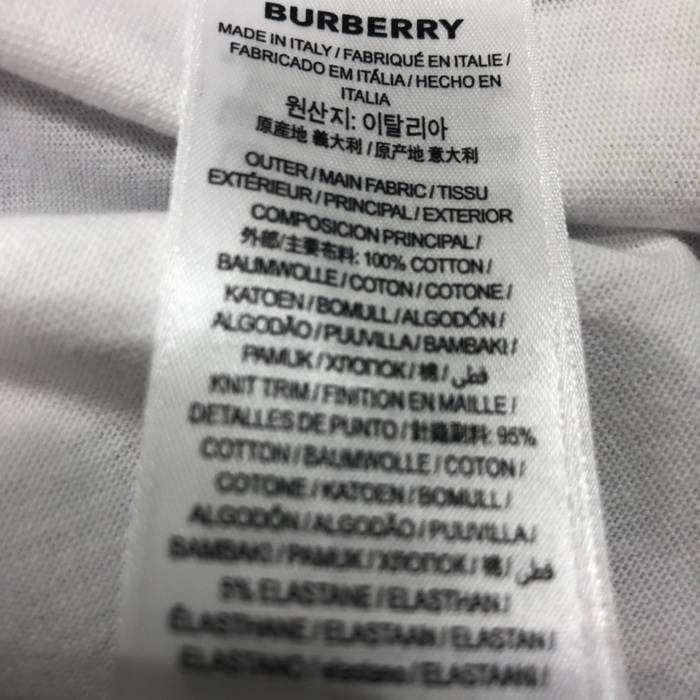 BURBERRY
MADE IN ITALY / FABRIQUÉ EN ITALIE /
FABRICADO EM ITÁLIA / HECHO EN
ITALIA
원산지: 이탈리아
原産地 義大利 / 原产地 意大利
OUTER / MAIN FABRIC / TISSU
EXTÉRIEUR / PRINCIPAL / EXTERIOR
COMPOSICION PRINCIPAL /
外部/主要布料: 100% COTTON /
BAUMWOLLE / COTON / COTONE /
KATOEN / BOMULL / ALGODÓN /
ALGODÃO / PUUVILLA / BAMBAKI /
PAMUK / ХЛОПОК / 棉 / قطن
KNIT TRIM / FINITION EN MAILLE /
DETALLES DE PUNTO / 針織副料: 95%
COTTON / BAUMWOLLE / COTON /
COTONE / KATOEN / BOMULL /
ALGODÓN / ALGODÃO / PUUVILLA /
BAMBAKI / PAMUK / ХЛОПОК / 棉 / قطن
5% ELASTANE / ELASTHAN /
ÉLASTHANE / ELASTAAN / ELASTAN /
ELASTANO / elastano / ELASTAANI /